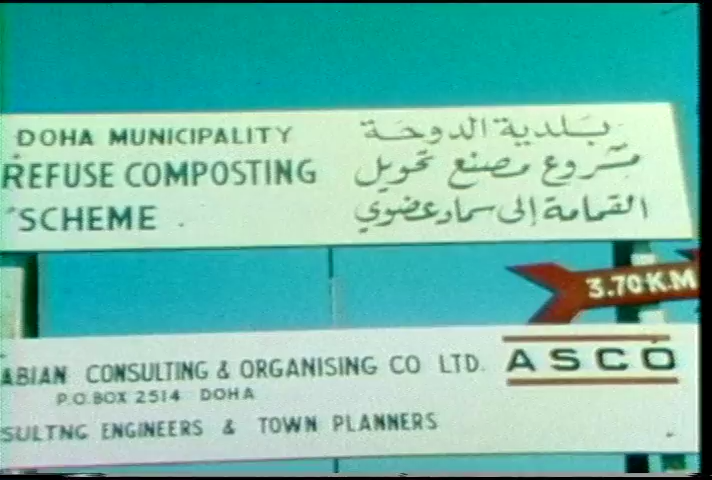 DOHA MUNICIPALITY
REFUSE COMPOSTING
SCHEME
بلدية الدوحة
مشروع مصنع تحويل
القمامة إلى سماد عضوي
3.70 K.M
ABIAN CONSULTING & ORGANISING CO LTD.
P.O.BOX 2514 DOHA
SULTNG ENGINEERS & TOWN PLANNERS
ASCO